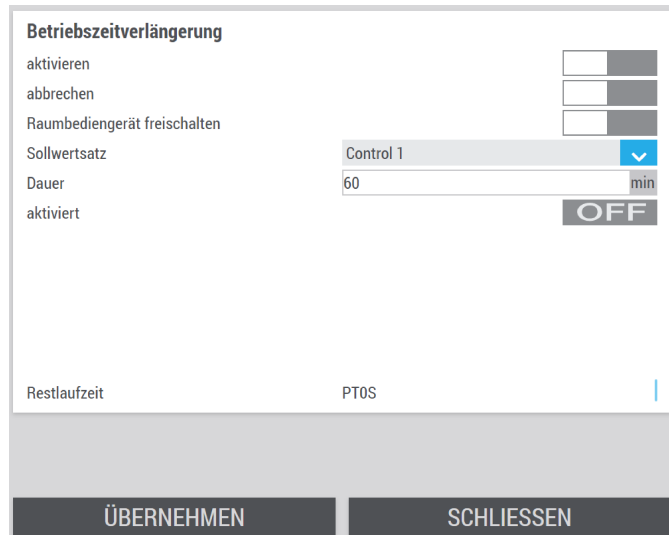 Betriebszeitverlängerung
aktivieren
abbrechen
Raumbediengerät freischalten
Sollwertsatz Control 1
Dauer 60 min
aktiviert OFF
Restlaufzeit PT0S
ÜBERNEHMEN SCHLIESSEN